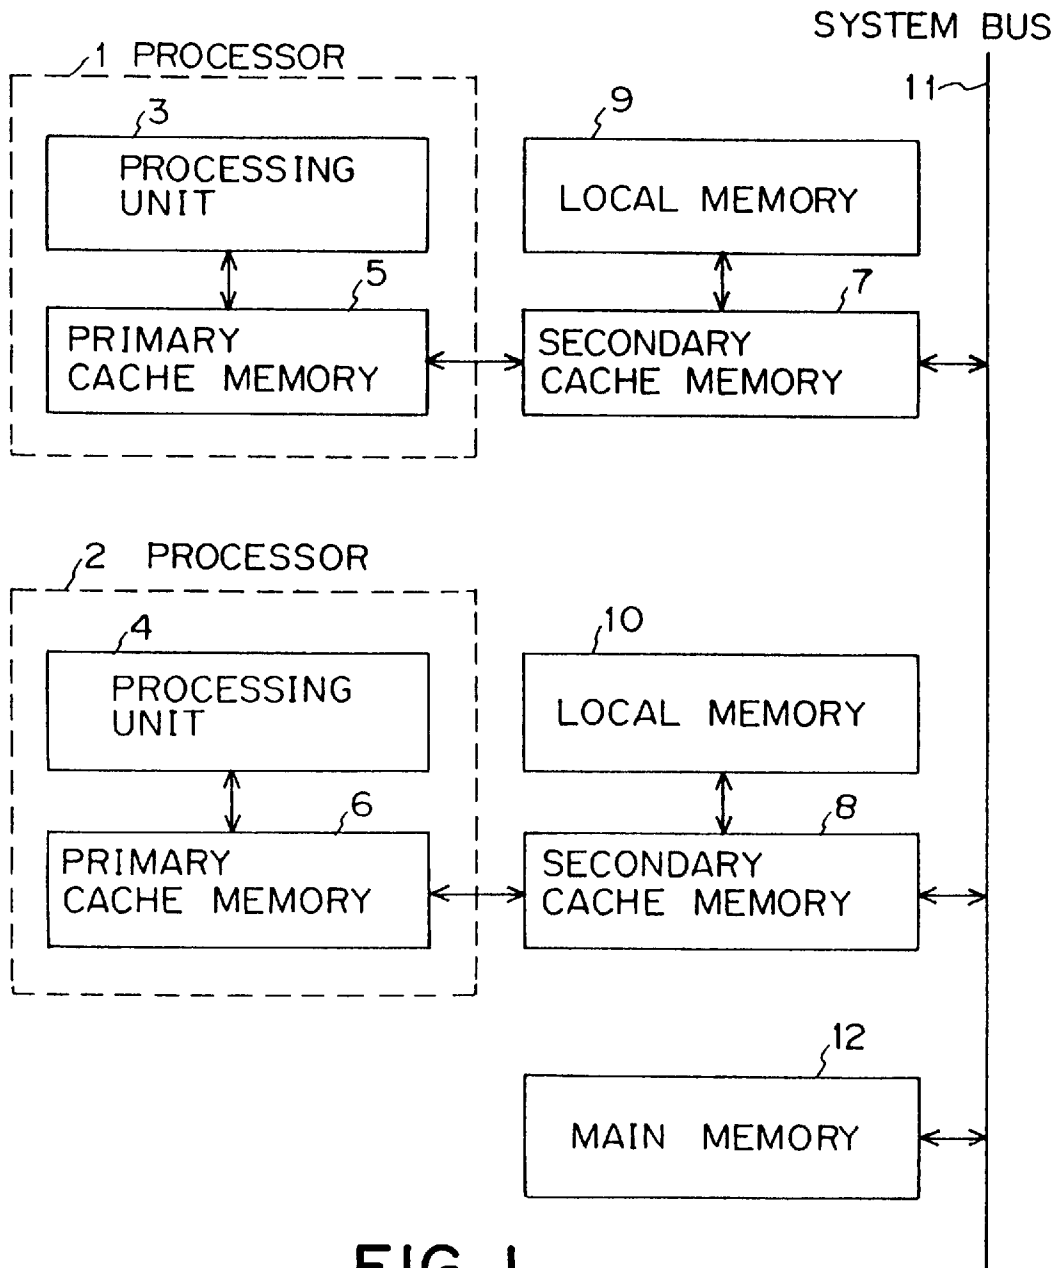 SYSTEM BUS
1 PROCESSOR
11
3
9
PROCESSING
UNIT
LOCAL MEMORY
5
7
PRIMARY
CACHE MEMORY
SECONDARY
CACHE MEMORY
2 PROCESSOR
4
10
PROCESSING
UNIT
LOCAL MEMORY
6
8
PRIMARY
CACHE MEMORY
SECONDARY
CACHE MEMORY
12
MAIN MEMORY
FIG. 1